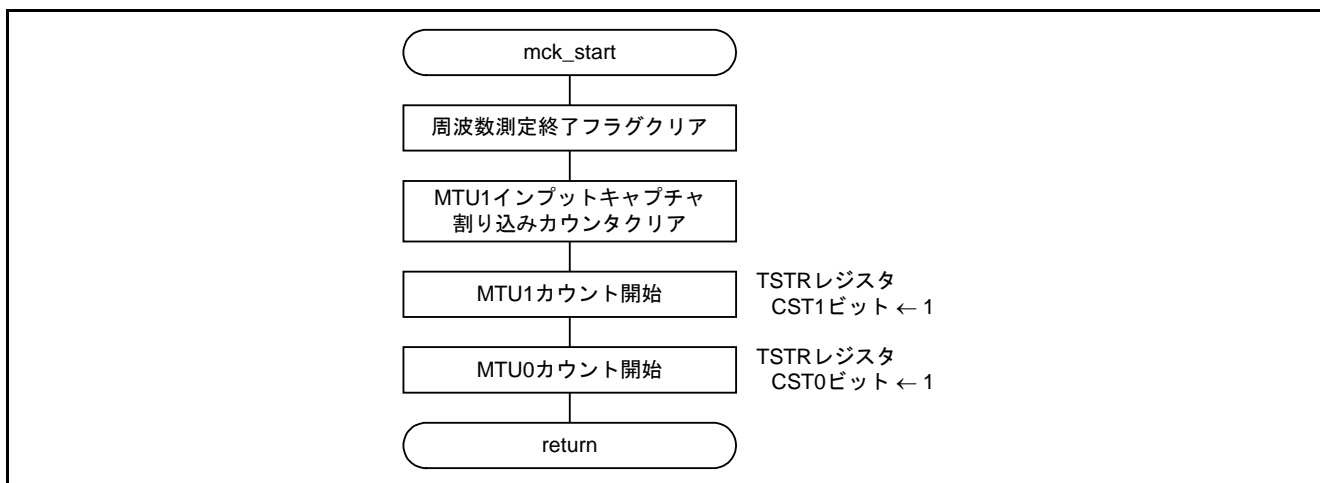 mck_start
周波数測定終了フラグクリア
MTU1インプットキャプチャ
割り込みカウンタクリア
MTU1カウント開始
TSTRレジスタ
CST1ビット ← 1
MTU0カウント開始
TSTRレジスタ
CST0ビット ← 1
return